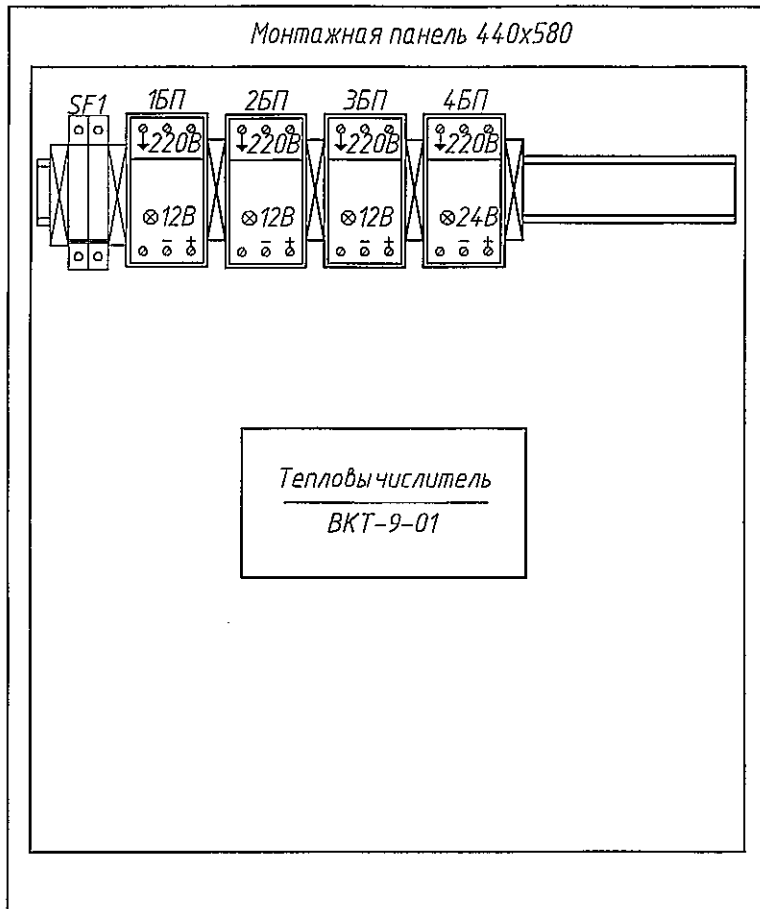 Монтажная панель 440х580
SF1 1БП 2БП 3БП 4БП
220В 220В 220В 220В
12В 12В 12В 24В
- + - + - + - +
Тепловычислитель
ВКТ-9-01